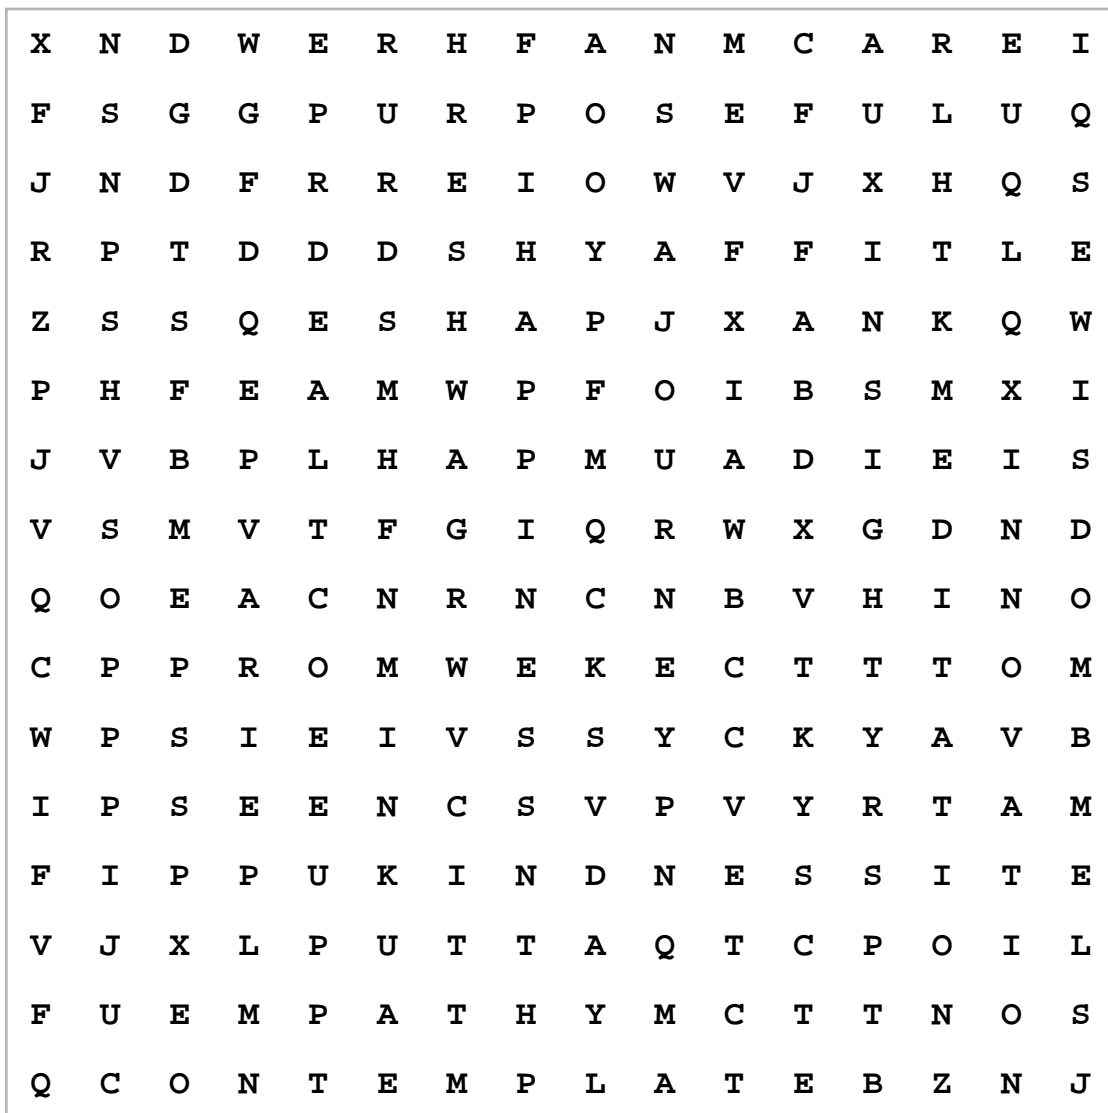 X N D W E R H F A N M C A R E I
F S G G P U R P O S E F U L U Q
J N D F R R E I O W V J X H Q S
R P T D D D S H Y A F F I T L E
Z S S Q E S H A P J X A N K Q W
P H F E A M W P F O I B S M X I
J V B P L H A P M U A D I E I S
V S M V T F G I Q R W X G D N D
Q O E A C N R N C N B V H I N O
C P P R O M W E K E C T T T O M
W P S I E I V S S Y C K Y A V B
I P S E E N C S V P V Y R T A M
F I P P U K I N D N E S S I T E
V J X L P U T T A Q T C P O I L
F U E M P A T H Y M C T T N O S
Q C O N T E M P L A T E B Z N J